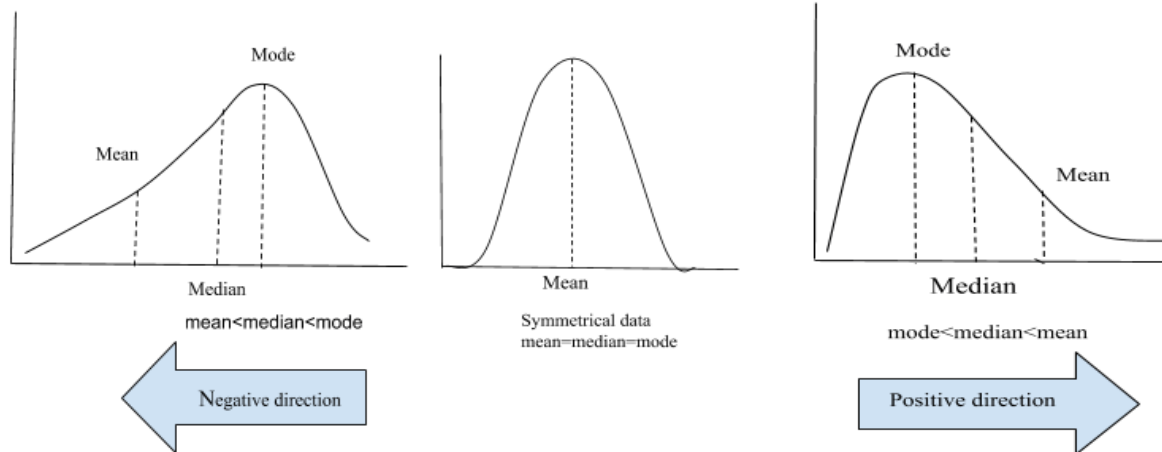 Mode
Mean
Median
mean<median<mode
Negative direction
Mean
Symmetrical data
mean=median=mode
Mode
Mean
Median
mode<median<mean
Positive direction